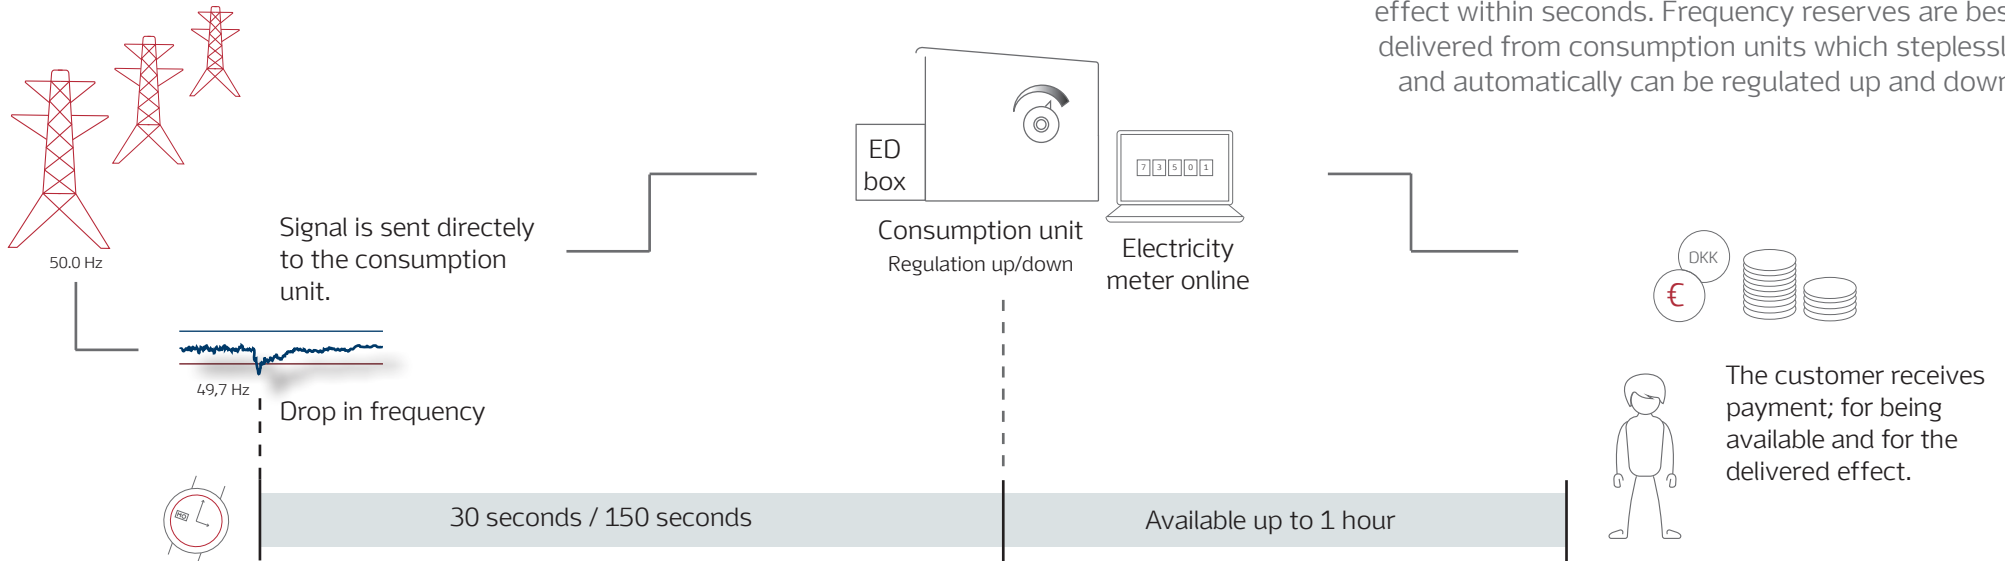 effect within seconds. Frequency reserves are bes
delivered from consumption units which steplessl
and automatically can be regulated up and down
50.0 Hz
Signal is sent directely
to the consumption
unit.
49,7 Hz
Drop in frequency
ED
box
Consumption unit
Regulation up/down
7 3 5 0 1
Electricity
meter online
DKK
€
The customer receives
payment; for being
available and for the
delivered effect.
30 seconds / 150 seconds
Available up to 1 hour